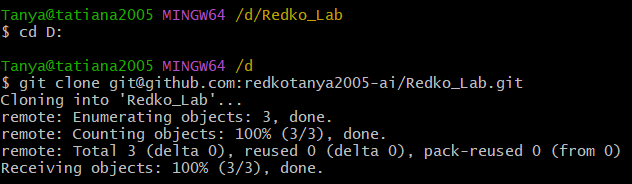 Tanya@tatiana2005 MINGW64 /d/Redko_Lab
$ cd D:
Tanya@tatiana2005 MINGW64 /d
$ git clone git@github.com:redkotanya2005-ai/Redko_Lab.git
Cloning into 'Redko_Lab'...
remote: Enumerating objects: 3, done.
remote: Counting objects: 100% (3/3), done.
remote: Total 3 (delta 0), reused 0 (delta 0), pack-reused 0 (from 0)
Receiving objects: 100% (3/3), done.